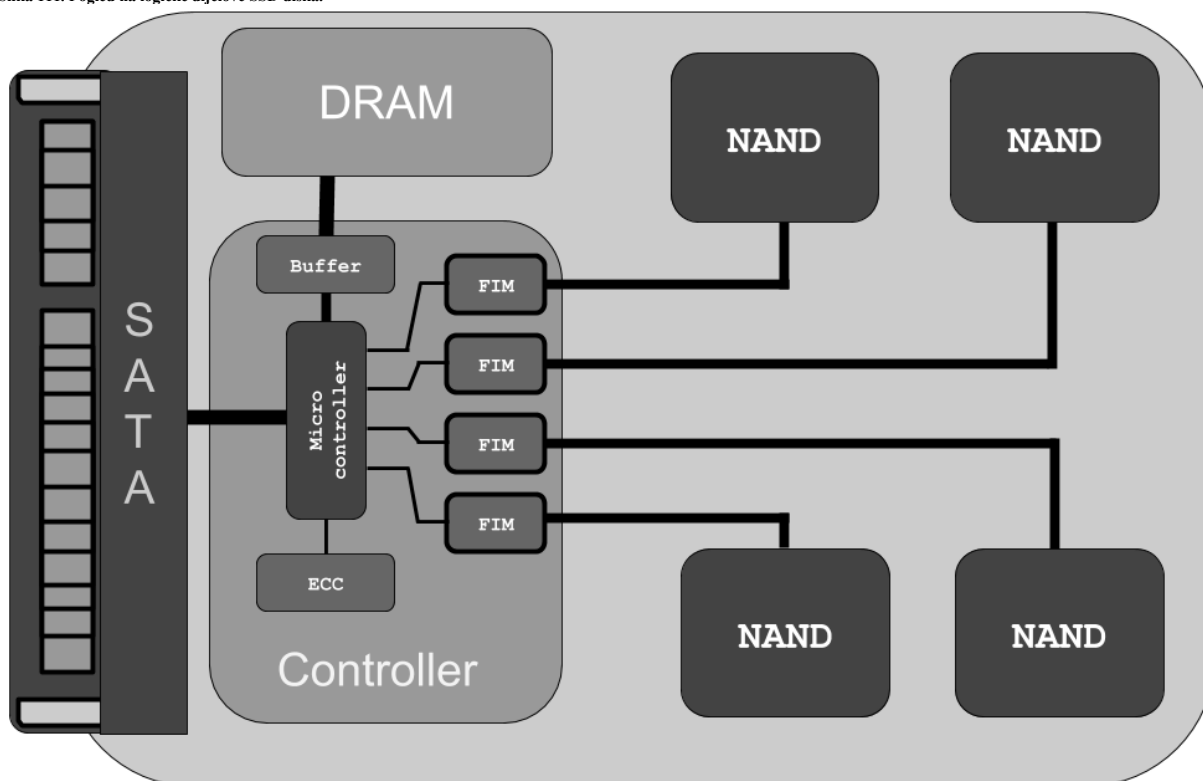 DRAM
NAND
NAND
Buffer
FIM
S
A
T
A
FIM
Micro
controller
FIM
FIM
ECC
NAND
NAND
Controller